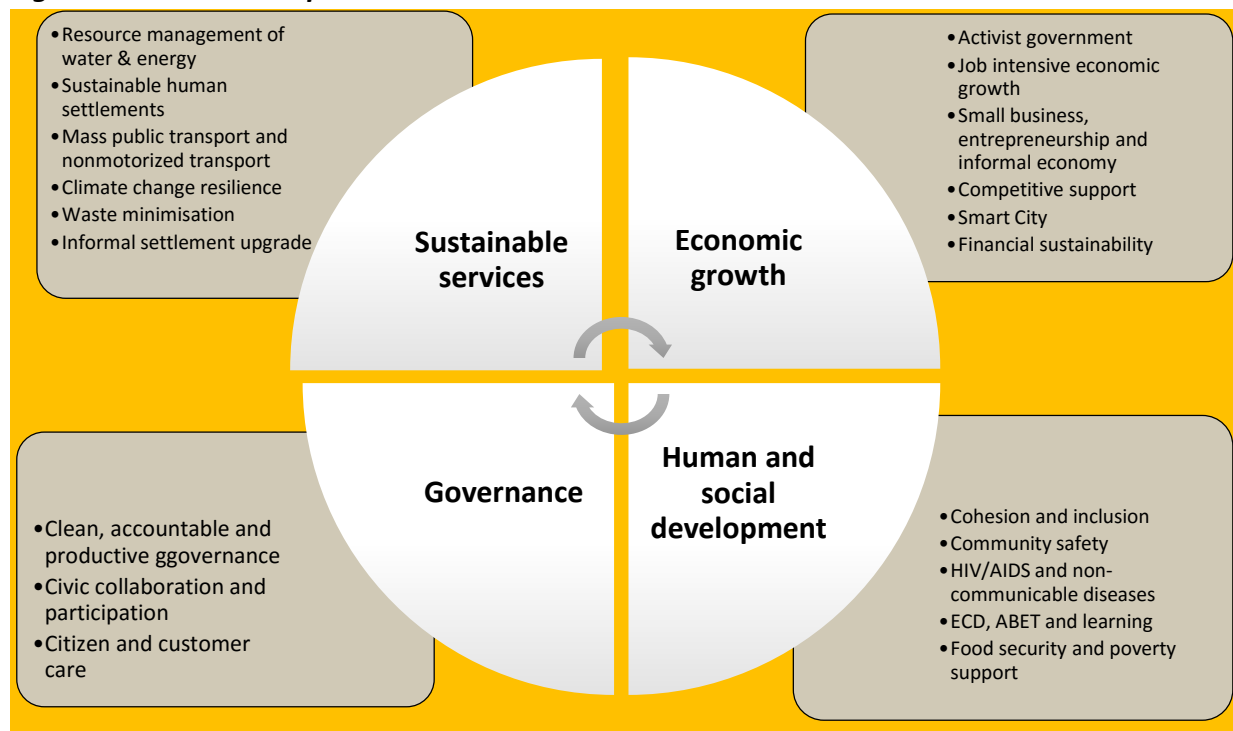 •Resource management of
water & energy
•Sustainable human
settlements
•Mass public transport and
nonmotorized transport
•Climate change resilience
•Waste minimisation
•Informal settlement upgrade
•Activist government
•Job intensive economic
growth
•Small business,
entrepreneurship and
informal economy
•Competitive support
•Smart City
•Financial sustainability
Sustainable
services
Economic
growth
Governance
Human and
social
development
•Clean, accountable and
productive ggovernance
•Civic collaboration and
participation
•Citizen and customer
care
•Cohesion and inclusion
•Community safety
•HIV/AIDS and non-
communicable diseases
•ECD, ABET and learning
•Food security and poverty
support